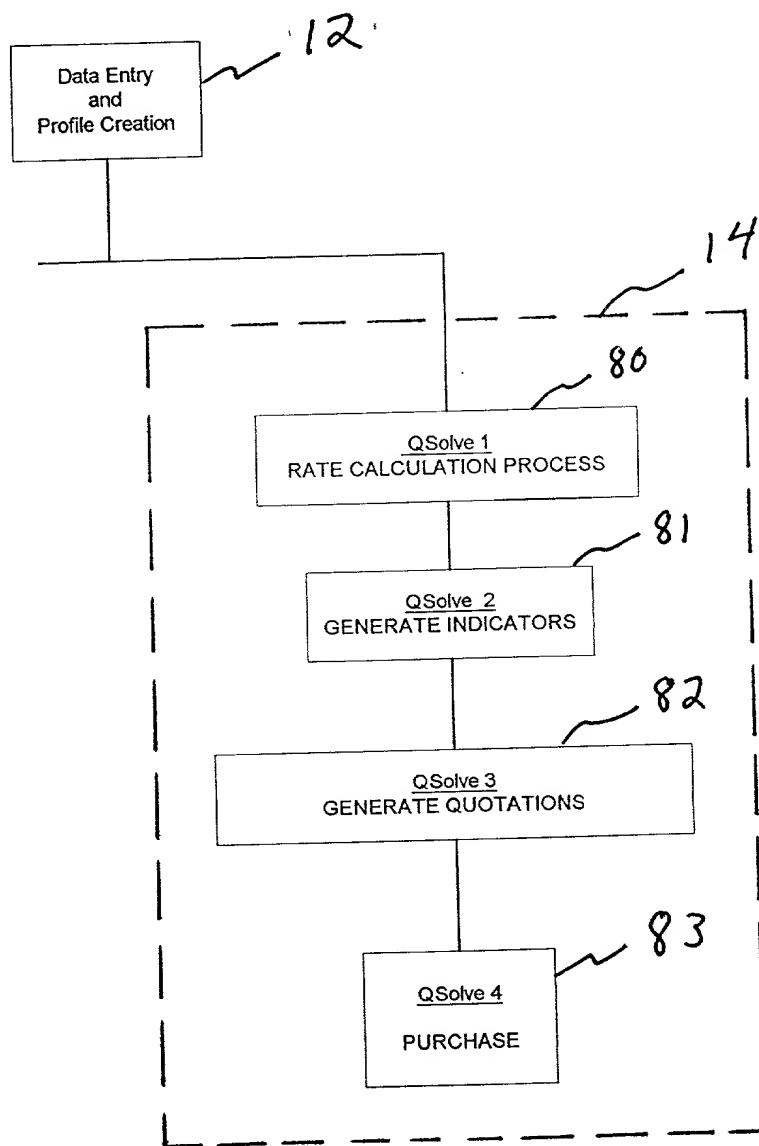 12
Data Entry
and
Profile Creation
14
80
QSolve 1
RATE CALCULATION PROCESS
81
QSolve 2
GENERATE INDICATORS
82
QSolve 3
GENERATE QUOTATIONS
83
QSolve 4
PURCHASE